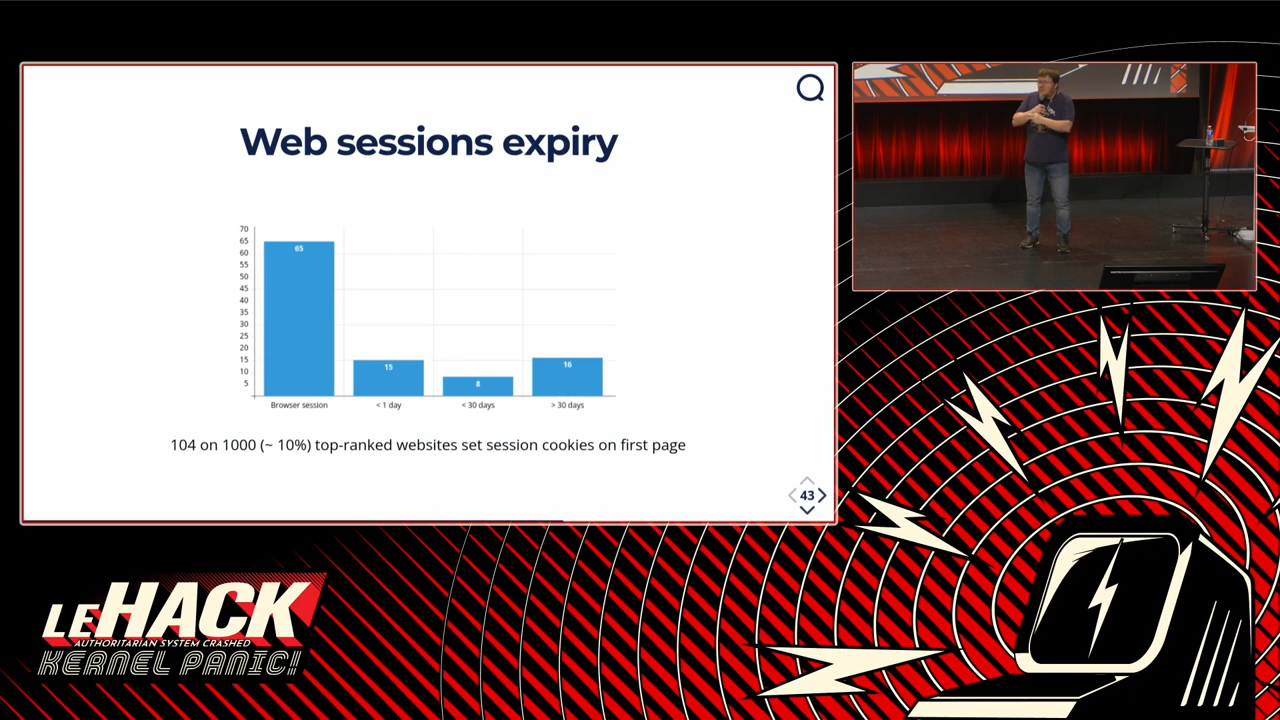 Web sessions expiry
70
65
60
55
50
45
40
35
30
25
20
15
10
5
65
15
8
16
Browser session
< 1 day
< 30 days
> 30 days
104 on 1000 (~ 10%) top-ranked websites set session cookies on first page
43
LEHACK
AUTHORITARIAN SYSTEM CRASHED
KERNEL PANIC!